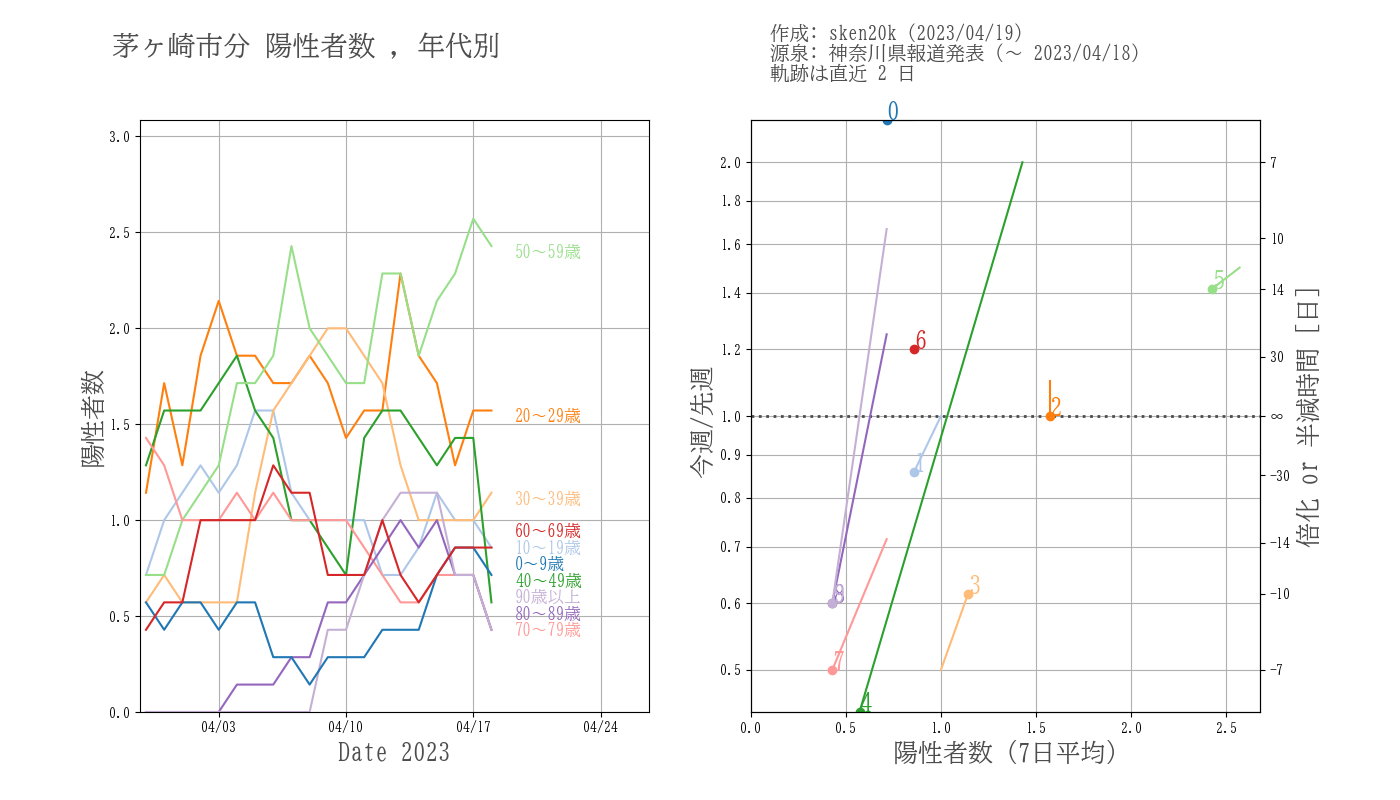 茅ヶ崎市分 陽性者数 , 年代別
作成: sken20k (2023/04/19)
源泉: 神奈川県報道発表 (〜 2023/04/18)
軌跡は直近 2 日
陽性者数
3.0
2.5
2.0
1.5
1.0
0.5
0.0
04/03
04/10
04/17
04/24
Date 2023
50〜59歳
20〜29歳
30〜39歳
60〜69歳
10〜19歳
0〜9歳
40〜49歳
90歳以上
80〜89歳
70〜79歳
今週/先週
2.0
1.8
1.6
1.4
1.2
1.0
0.9
0.8
0.7
0.6
0.5
0
5
6
2
1
3
8
7
4
0.0
0.5
1.0
1.5
2.0
2.5
陽性者数 (7日平均)
7
10
14
30
∞
−30
−14
−10
−7
倍化 or 半減時間 [日]